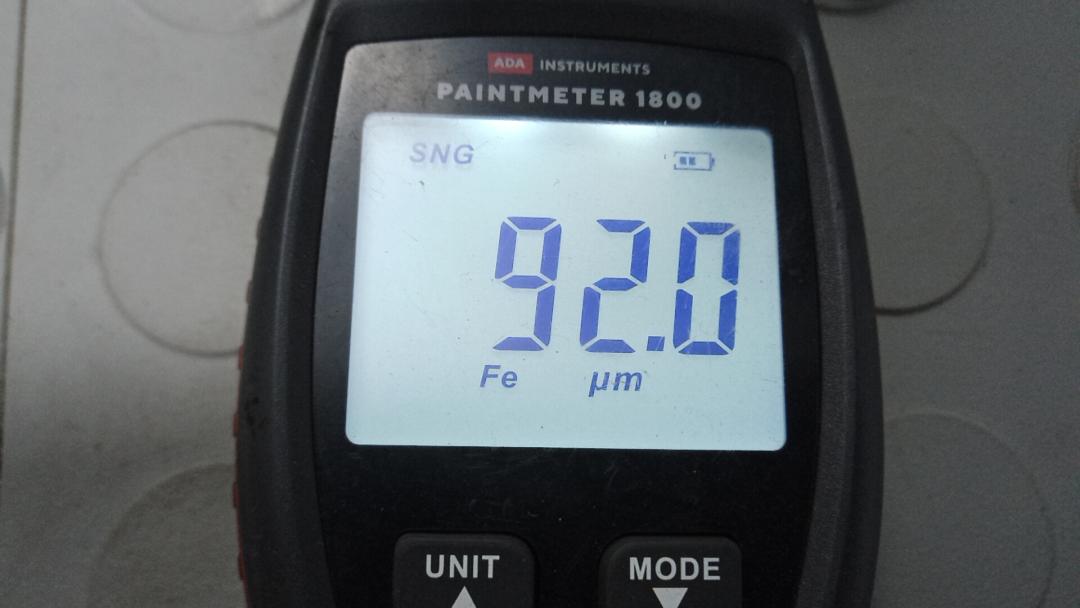 ADA INSTRUMENTS
PAINTMETER 1800
SNG
92.0
Fe µm
UNIT MODE